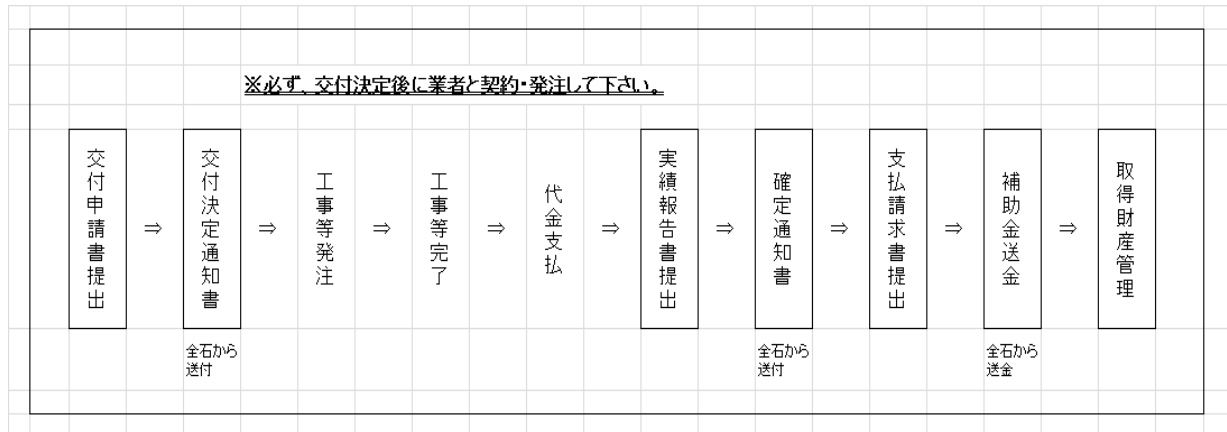 ※必ず、交付決定後に業者と契約・発注して下さい。
交付申請書提出
⇒
交付決定通知書
⇒
工事等発注
⇒
工事等完了
⇒
代金支払
⇒
実績報告書提出
⇒
確定通知書
⇒
支払請求書提出
⇒
補助金送金
⇒
取得財産管理
全石から
送付
全石から
送付
全石から
送金